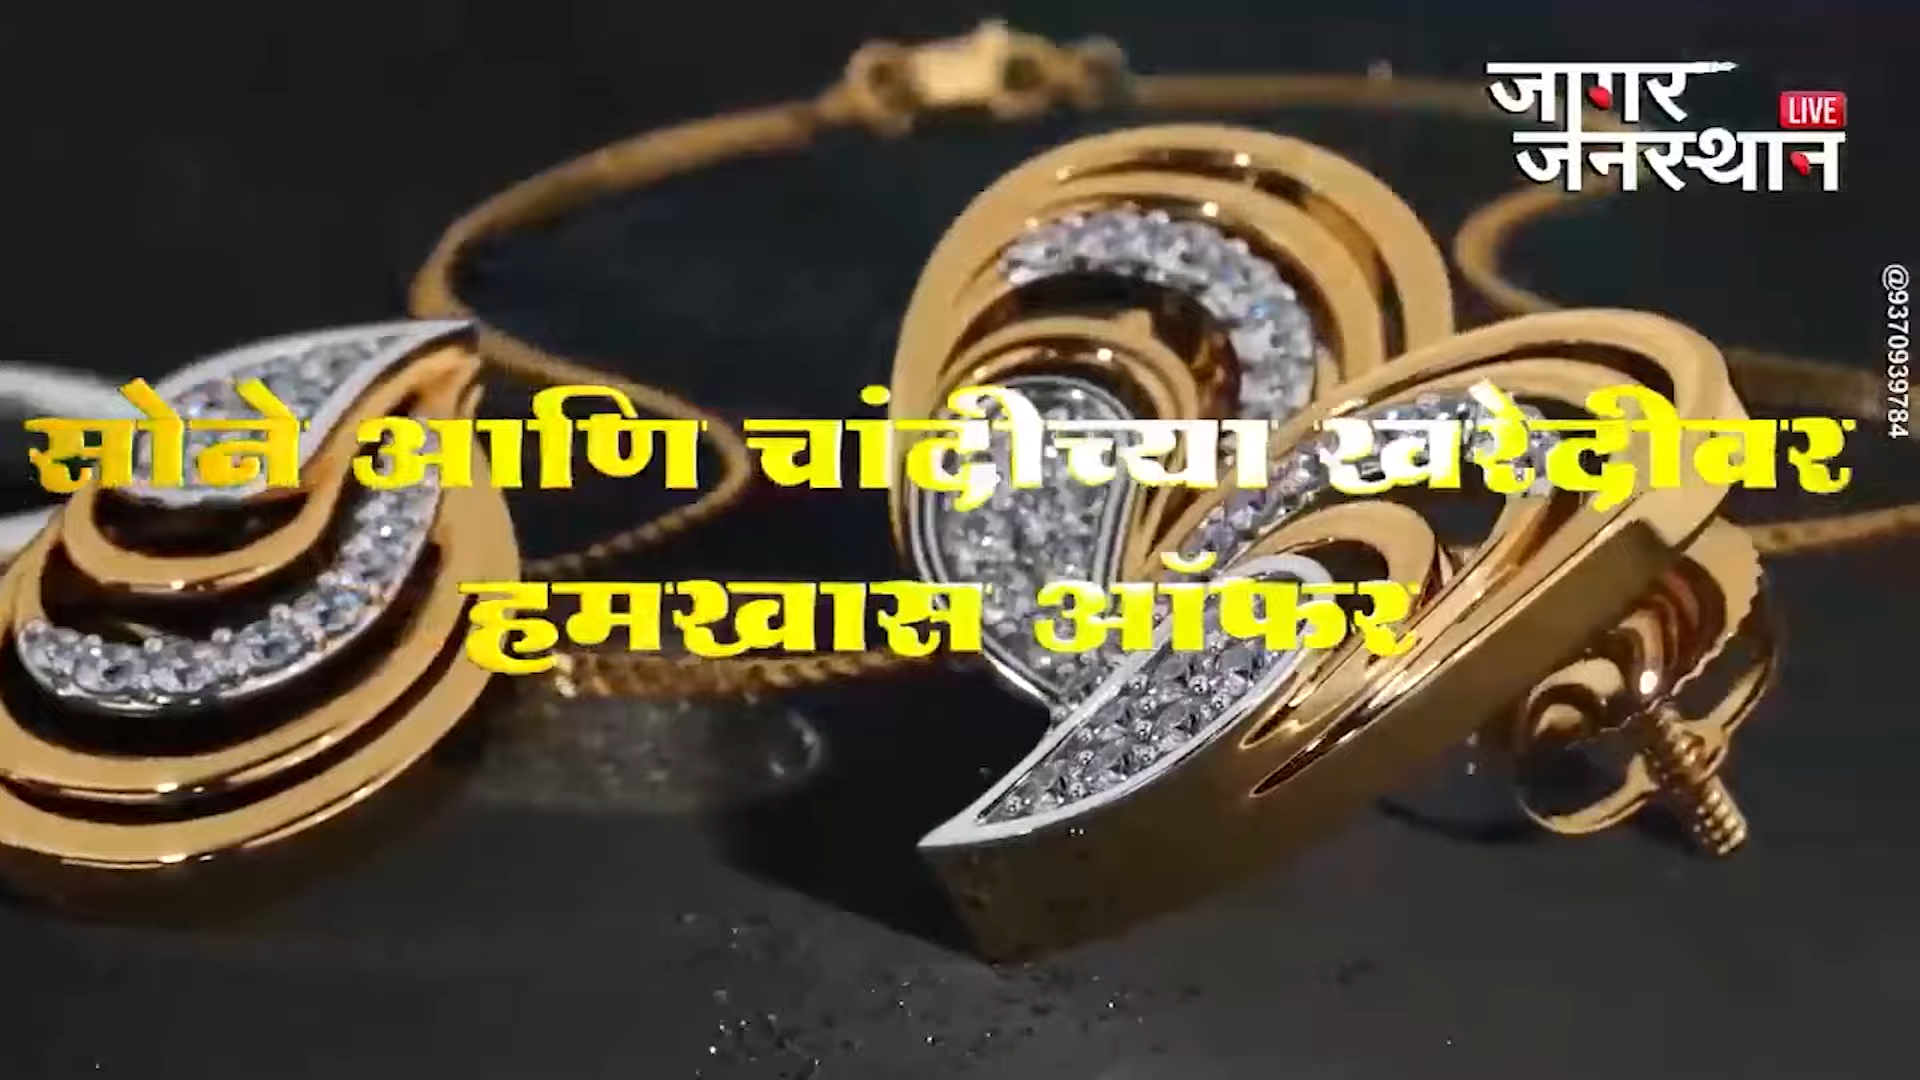 जागर
LIVE
जनस्थान
@9370939784
सोने आणि चांदीच्या खरेदीवर
हमखास ऑफर